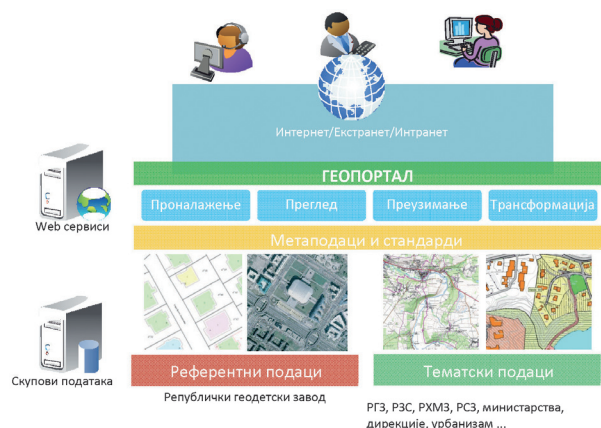 Интернет/Екстранет/Интранет
ГЕОПОРТАЛ
Проналажење
Преглед
Преузимање
Трансформација
Web сервиси
Метаподаци и стандарди
Скупови података
Референтни подаци
Тематски подаци
Републички геодетски завод
РГЗ, РЗС, РХМЗ, РСЗ, министарства,
дирекције, урбанизам ...